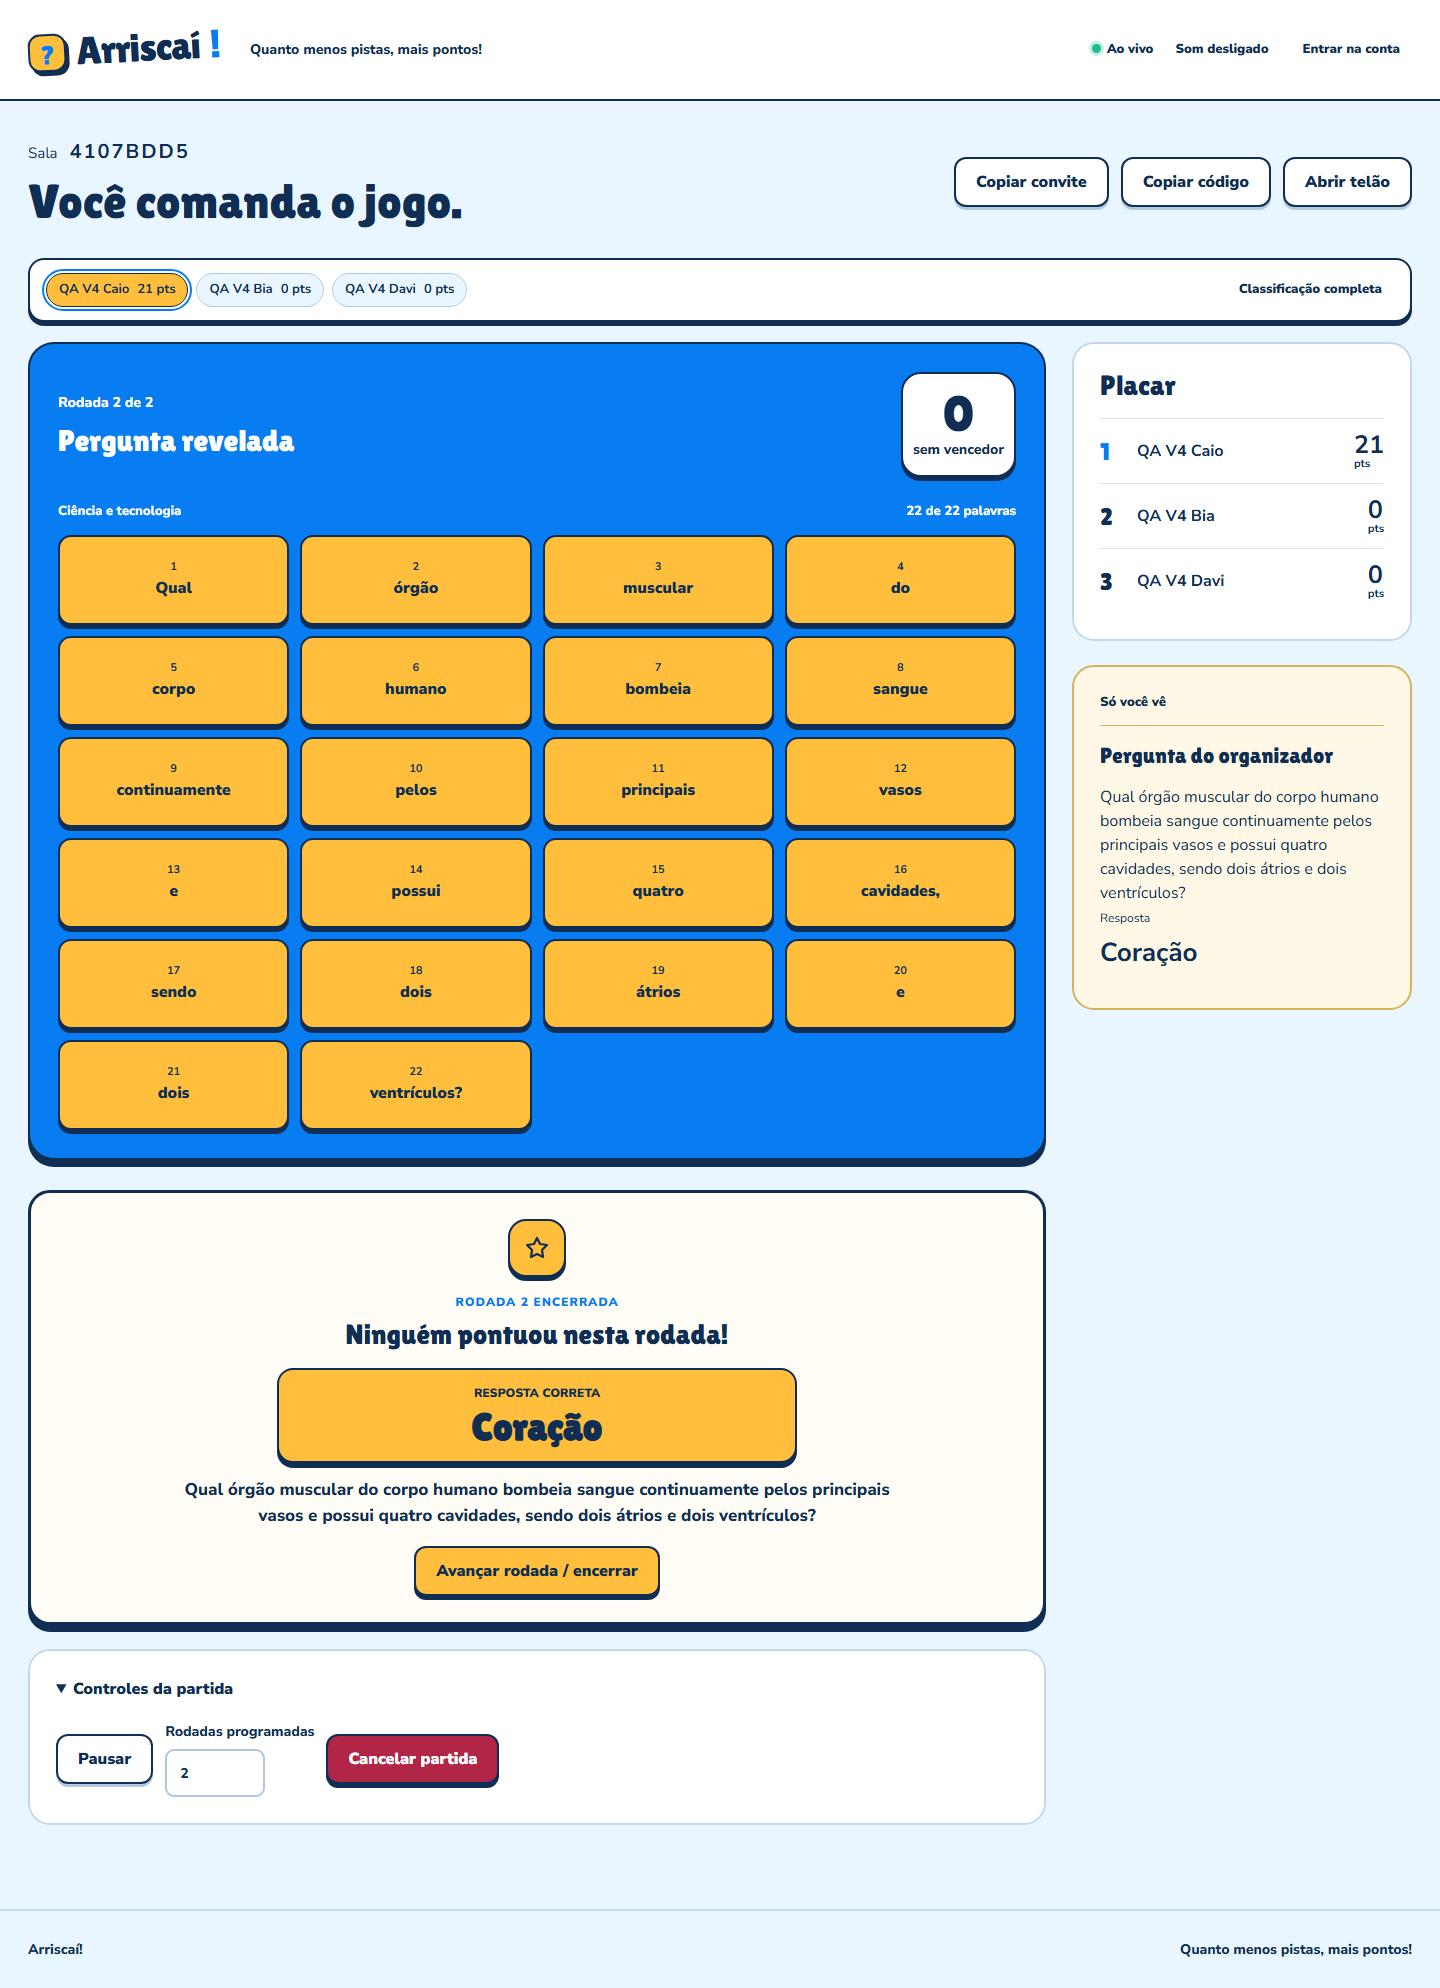 ? Arriscaí !
Quanto menos pistas, mais pontos!
Ao vivo
Som desligado
Entrar na conta
Sala 4107BDD5
Você comanda o jogo.
Copiar convite
Copiar código
Abrir telão
QA V4 Caio 21 pts
QA V4 Bia 0 pts
QA V4 Davi 0 pts
Classificação completa
Rodada 2 de 2
Pergunta revelada
0
sem vencedor
Ciência e tecnologia
22 de 22 palavras
1
Qual
2
órgão
3
muscular
4
do
5
corpo
6
humano
7
bombeia
8
sangue
9
continuamente
10
pelos
11
principais
12
vasos
13
e
14
possui
15
quatro
16
cavidades,
17
sendo
18
dois
19
átrios
20
e
21
dois
22
ventrículos?
Placar
1 QA V4 Caio 21 pts
2 QA V4 Bia 0 pts
3 QA V4 Davi 0 pts
Só você vê
Pergunta do organizador
Qual órgão muscular do corpo humano
bombeia sangue continuamente pelos
principais vasos e possui quatro
cavidades, sendo dois átrios e dois
ventrículos?
Resposta
Coração
RODADA 2 ENCERRADA
Ninguém pontuou nesta rodada!
RESPOSTA CORRETA
Coração
Qual órgão muscular do corpo humano bombeia sangue continuamente pelos principais
vasos e possui quatro cavidades, sendo dois átrios e dois ventrículos?
Avançar rodada / encerrar
▼ Controles da partida
Pausar
Rodadas programadas
2
Cancelar partida
Arriscaí!
Quanto menos pistas, mais pontos!